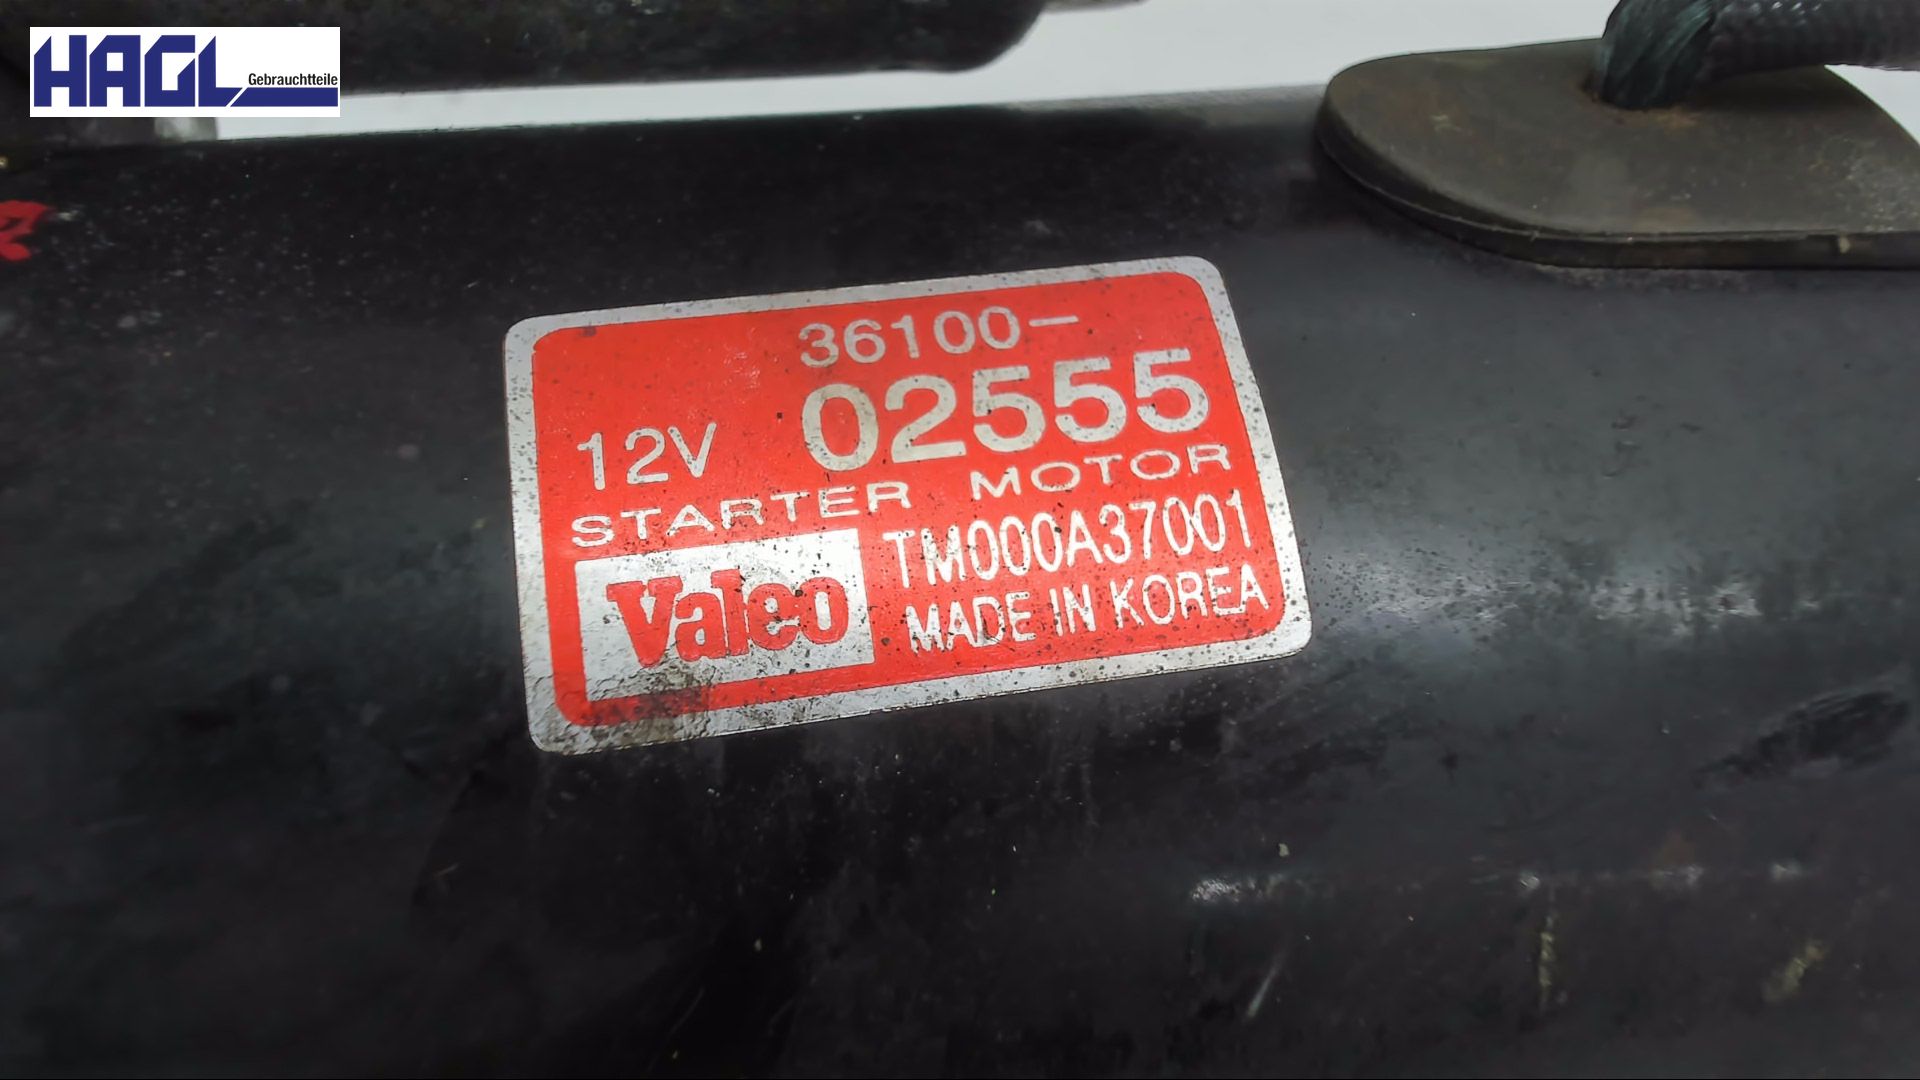 HAGL Gebrauchtteile
36100-
02555
12V
STARTER MOTOR
Valeo
TM000A37001
MADE IN KOREA